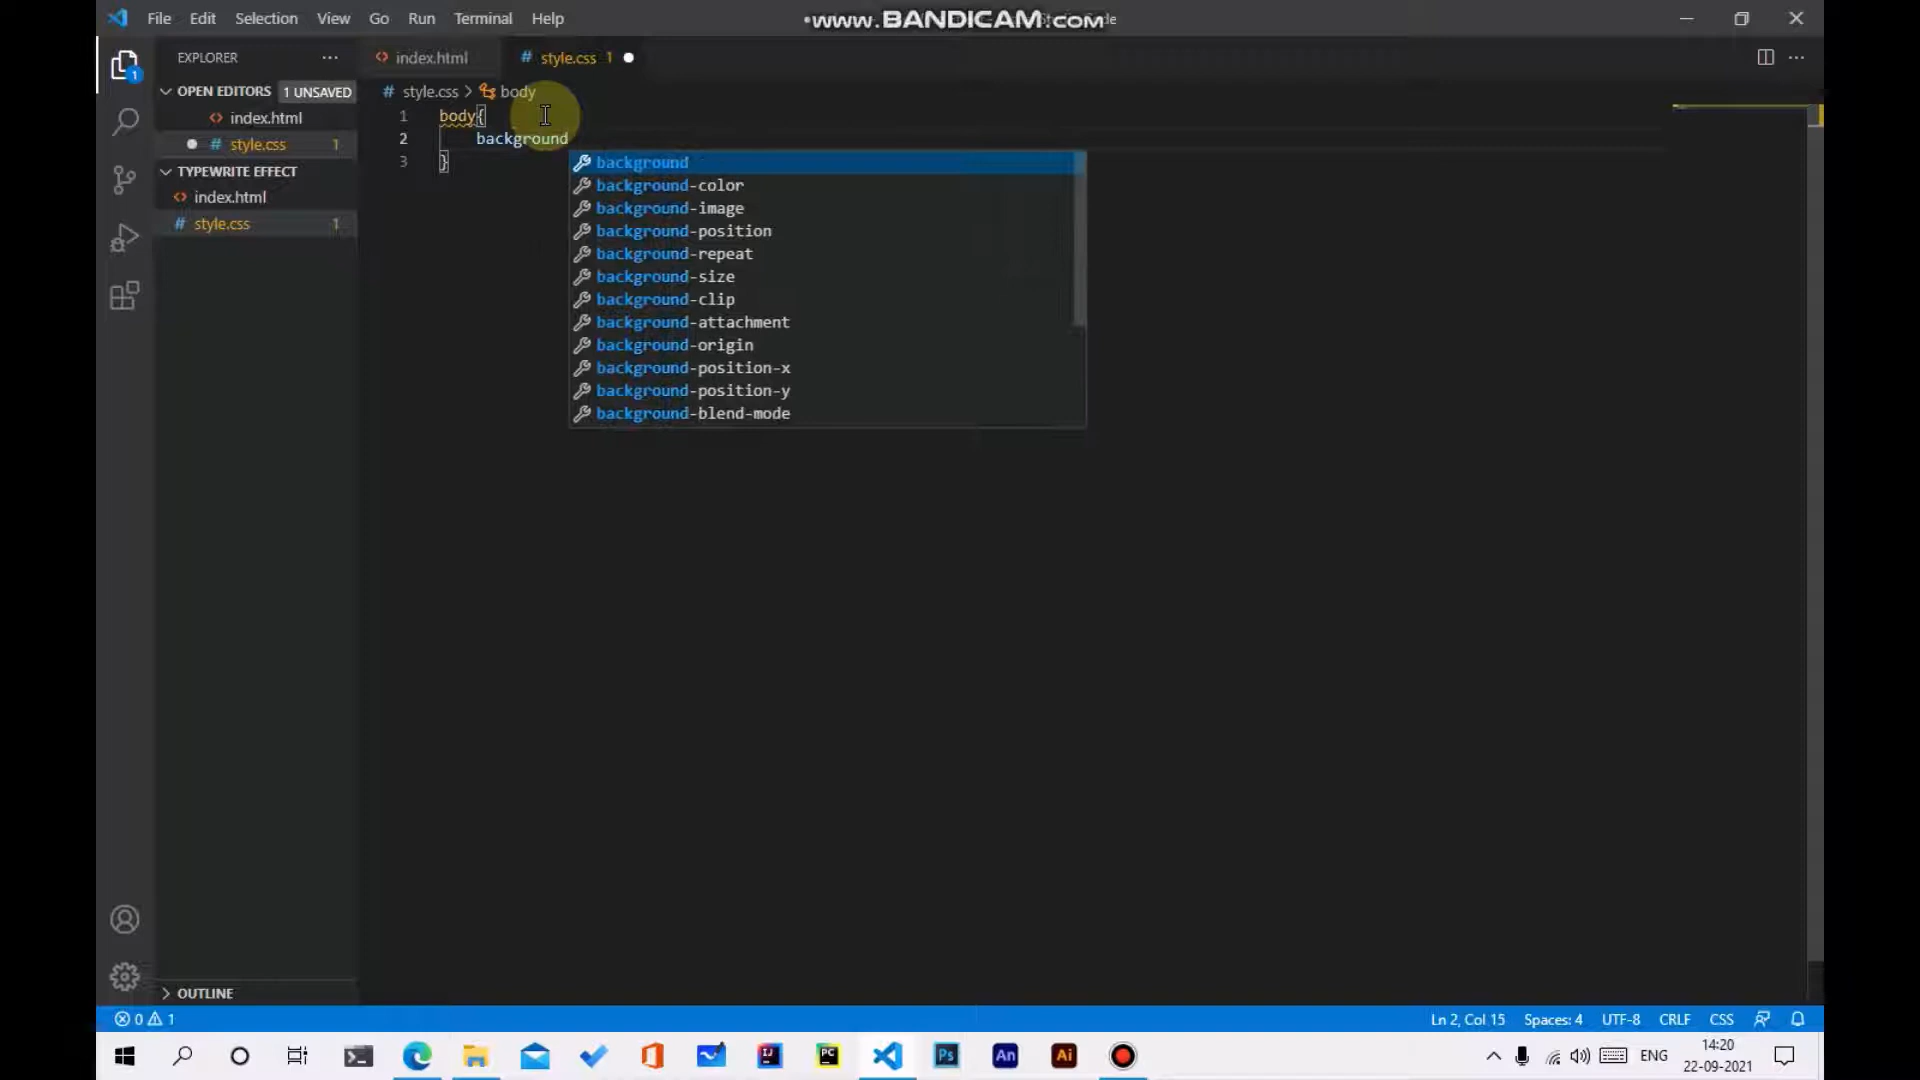 File Edit Selection View Go Run Terminal Help
www.BANDICAM.com
EXPLORER
index.html
# style.css 1
OPEN EDITORS 1 UNSAVED
index.html
# style.css 1
TYPEWRITE EFFECT
index.html
# style.css 1
OUTLINE
# style.css > body
1 body{
2 background
3 }
background
background-color
background-image
background-position
background-repeat
background-size
background-clip
background-attachment
background-origin
background-position-x
background-position-y
background-blend-mode
1
0 1
Ln 2, Col 15 Spaces: 4 UTF-8 CRLF CSS
IJ PC Ps An Ai
ENG
14:20
22-09-2021